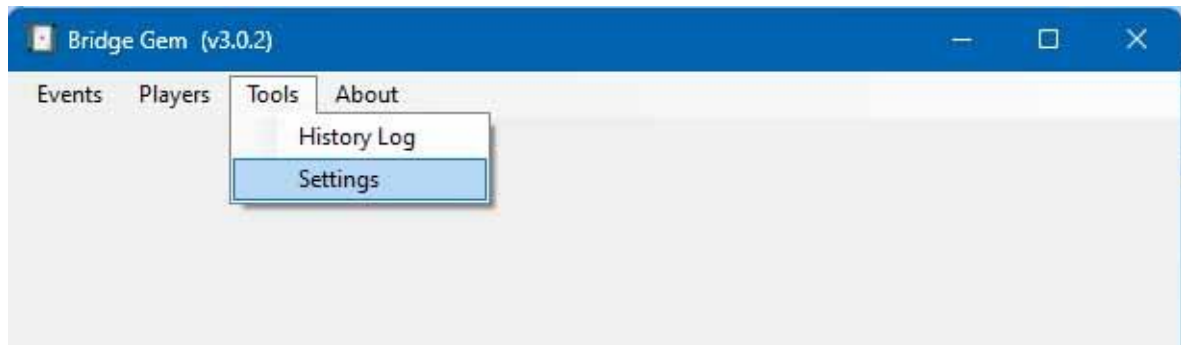 Bridge Gem (v3.0.2)
Events Players Tools About
History Log
Settings